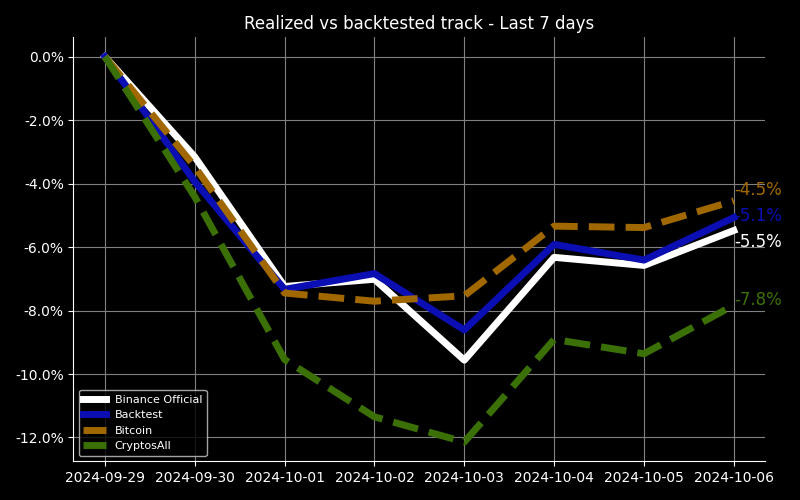 Realized vs backtested track - Last 7 days
0.0%
-2.0%
-4.0%
-6.0%
-8.0%
-10.0%
-12.0%
-4.5%
-5.1%
-5.5%
-7.8%
Binance Official
Backtest
Bitcoin
CryptosAll
2024-09-29 2024-09-30 2024-10-01 2024-10-02 2024-10-03 2024-10-04 2024-10-05 2024-10-06